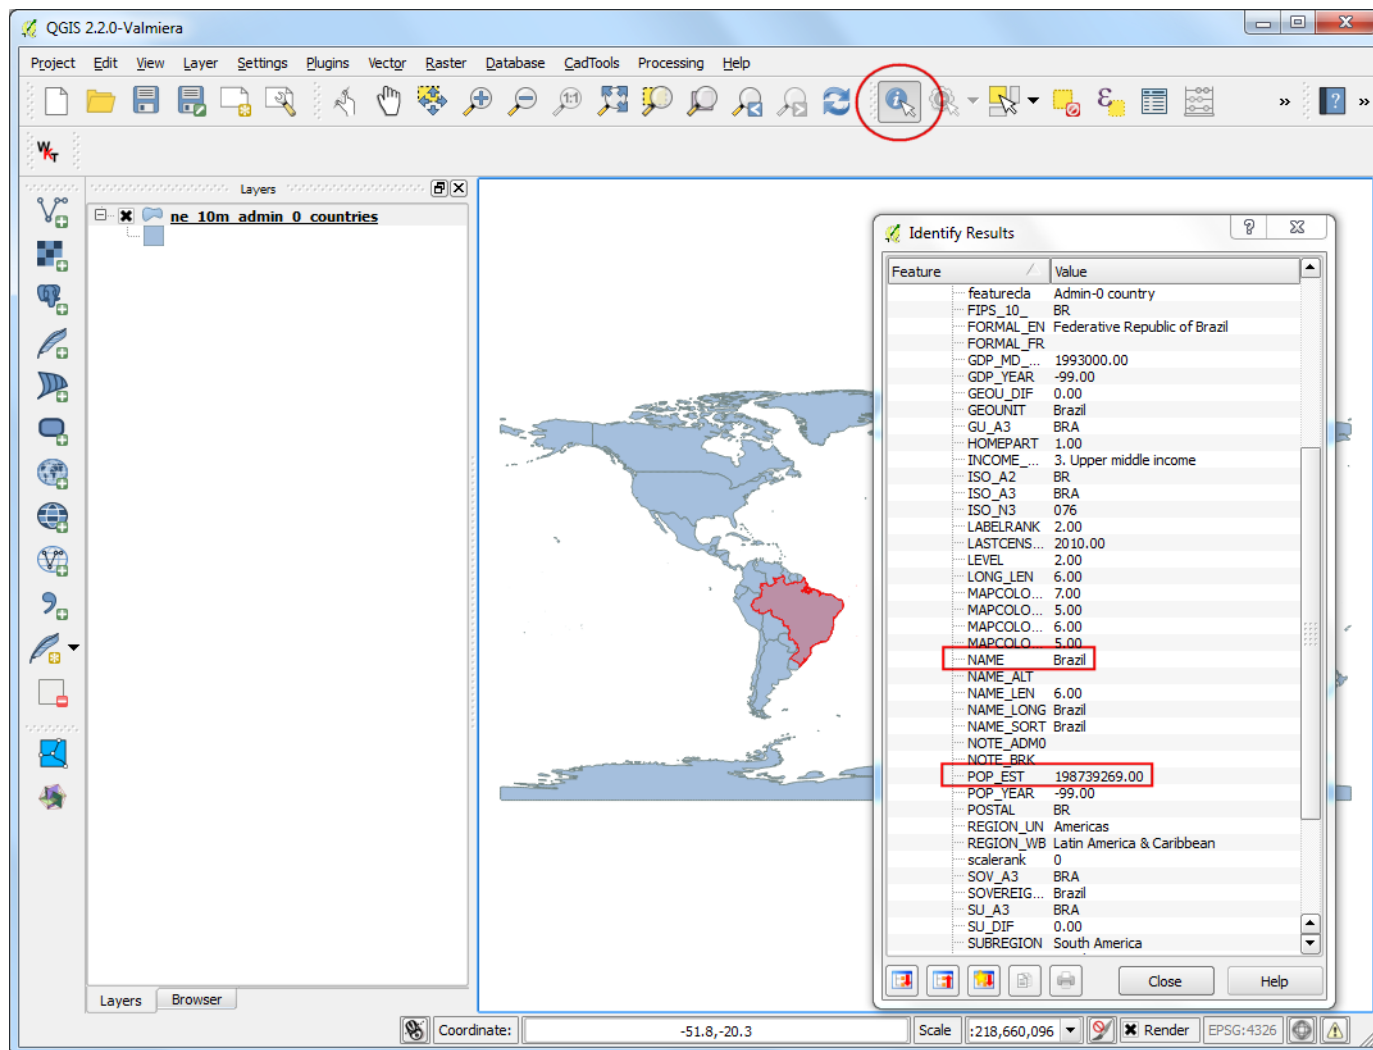 QGIS 2.2.0-Valmiera
Project Edit View Layer Settings Plugins Vector Raster Database CadTools Processing Help
1:1
»
?
»
WKT
Layers
ne_10m_admin_0_countries
Identify Results
Feature Value
featurecla Admin-0 country
FIPS_10_ BR
FORMAL_EN Federative Republic of Brazil
FORMAL_FR
GDP_MD_... 1993000.00
GDP_YEAR -99.00
GEOU_DIF 0.00
GEOUNIT Brazil
GU_A3 BRA
HOMEPART 1.00
INCOME_... 3. Upper middle income
ISO_A2 BR
ISO_A3 BRA
ISO_N3 076
LABELRANK 2.00
LASTCENS... 2010.00
LEVEL 2.00
LONG_LEN 6.00
MAPCOLO... 7.00
MAPCOLO... 5.00
MAPCOLO... 6.00
MAPCOLO... 5.00
NAME Brazil
NAME_ALT
NAME_LEN 6.00
NAME_LONG Brazil
NAME_SORT Brazil
NOTE_ADM0
NOTE_BRK
POP_EST 198739269.00
POP_YEAR -99.00
POSTAL BR
REGION_UN Americas
REGION_WB Latin America & Caribbean
scalerank 0
SOV_A3 BRA
SOVEREIG... Brazil
SU_A3 BRA
SU_DIF 0.00
SUBREGION South America
Close Help
Layers Browser
Coordinate: -51.8,-20.3 Scale :218,660,096 Render EPSG:4326